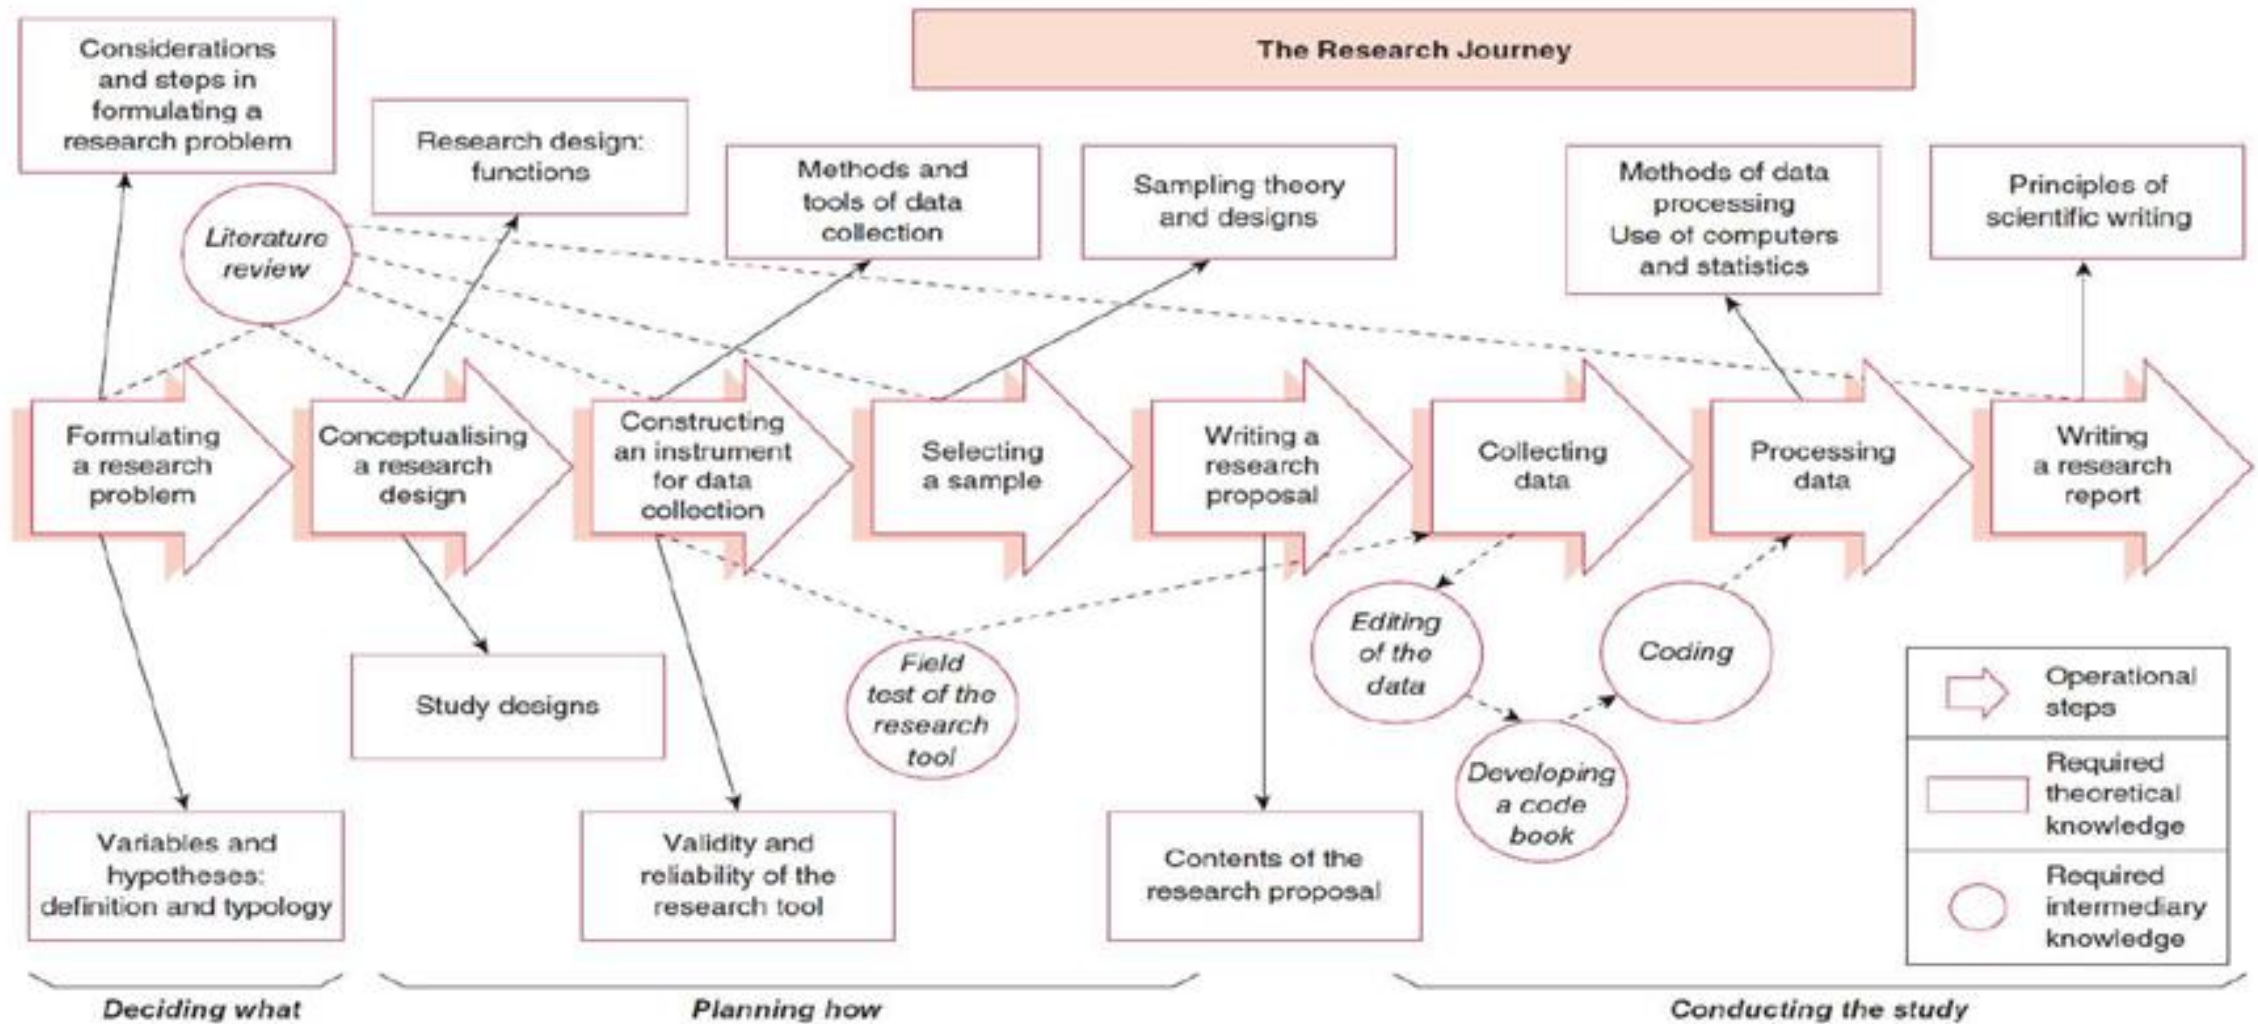 The Research Journey
Considerations
and steps in
formulating a
research problem
Research design:
functions
Methods and
tools of data
collection
Sampling theory
and designs
Methods of data
processing
Use of computers
and statistics
Principles of
scientific writing
Literature
review
Formulating
a research
problem
Conceptualising
a research
design
Constructing
an instrument
for data
collection
Selecting
a sample
Writing a
research
proposal
Collecting
data
Processing
data
Writing
a research
report
Study designs
Field
test of the
research
tool
Editing
of the
data
Developing
a code
book
Coding
Variables and
hypotheses:
definition and typology
Validity and
reliability of the
research tool
Contents of the
research proposal
Operational
steps
Required
theoretical
knowledge
Required
intermediary
knowledge
Deciding what
Planning how
Conducting the study